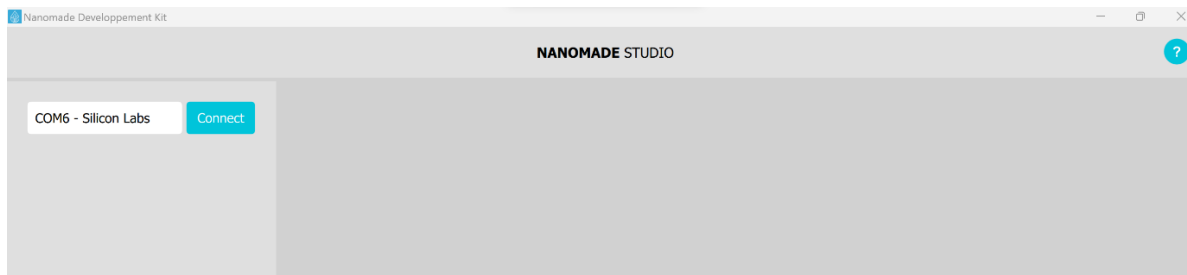 Nanomade Developpement Kit
NANOMADE STUDIO
?
COM6 - Silicon Labs
Connect